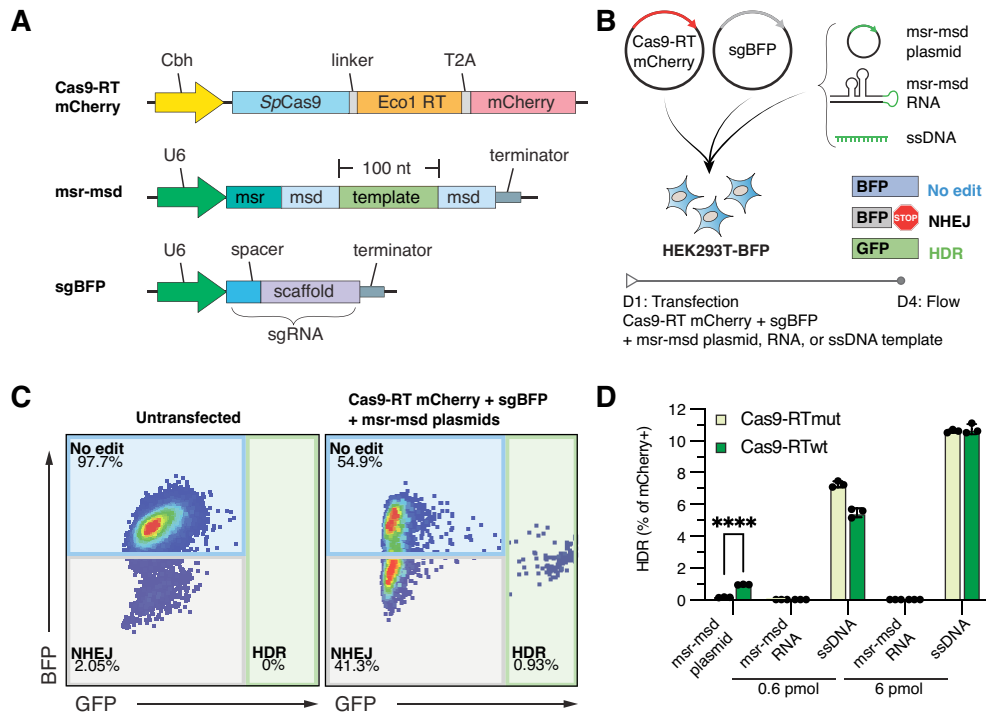 A
Cas9-RT
mCherry
Cbh
linker
T2A
SpCas9
Eco1 RT
mCherry
msr-msd
U6
100 nt
terminator
msr
msd
template
msd
sgBFP
U6
spacer
terminator
scaffold
sgRNA
B
Cas9-RT
mCherry
sgBFP
msr-msd
plasmid
msr-msd
RNA
ssDNA
HEK293T-BFP
BFP
No edit
BFP
STOP
NHEJ
GFP
HDR
D1: Transfection
D4: Flow
Cas9-RT mCherry + sgBFP
+ msr-msd plasmid, RNA, or ssDNA template
C
Untransfected
Cas9-RT mCherry + sgBFP
+ msr-msd plasmids
No edit
97.7%
NHEJ
2.05%
HDR
0%
No edit
54.9%
NHEJ
41.3%
HDR
0.93%
BFP
GFP
GFP
D
HDR (% of mCherry+)
12
10
8
6
4
2
0
Cas9-RTmut
Cas9-RTwt
****
msr-msd
plasmid
msr-msd
RNA
ssDNA
msr-msd
RNA
ssDNA
0.6 pmol
6 pmol